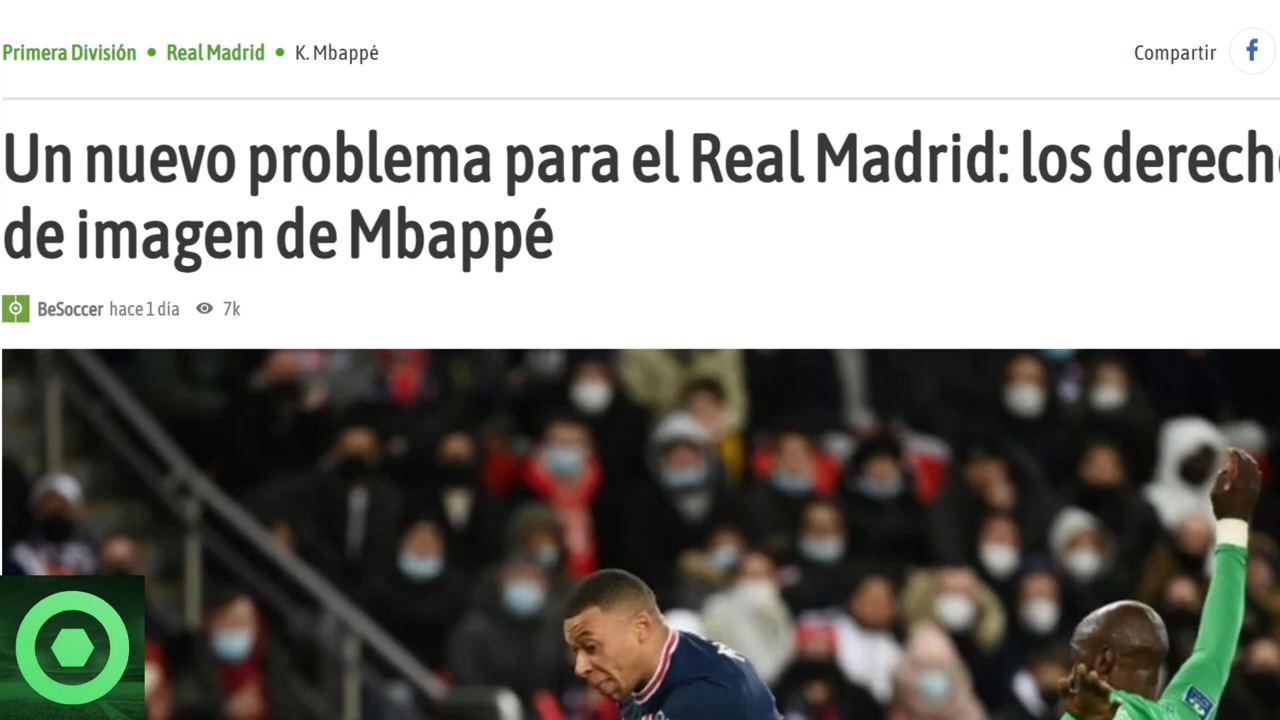 Primera División • Real Madrid • K. Mbappé
Compartir
Un nuevo problema para el Real Madrid: los derech
de imagen de Mbappé
BeSoccer hace 1 día 7k